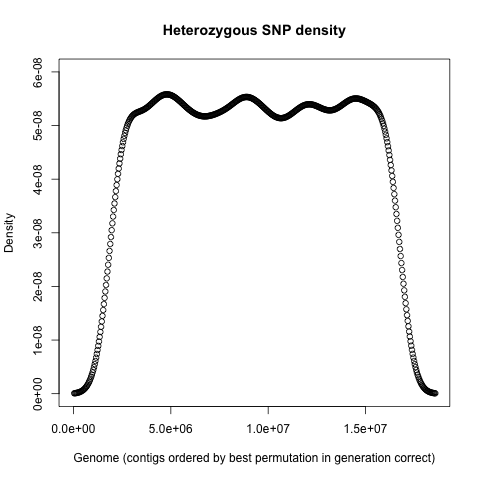 Heterozygous SNP density
6e-08
5e-08
4e-08
3e-08
2e-08
1e-08
0e+00
Density
0.0e+00 5.0e+06 1.0e+07 1.5e+07
Genome (contigs ordered by best permutation in generation correct)